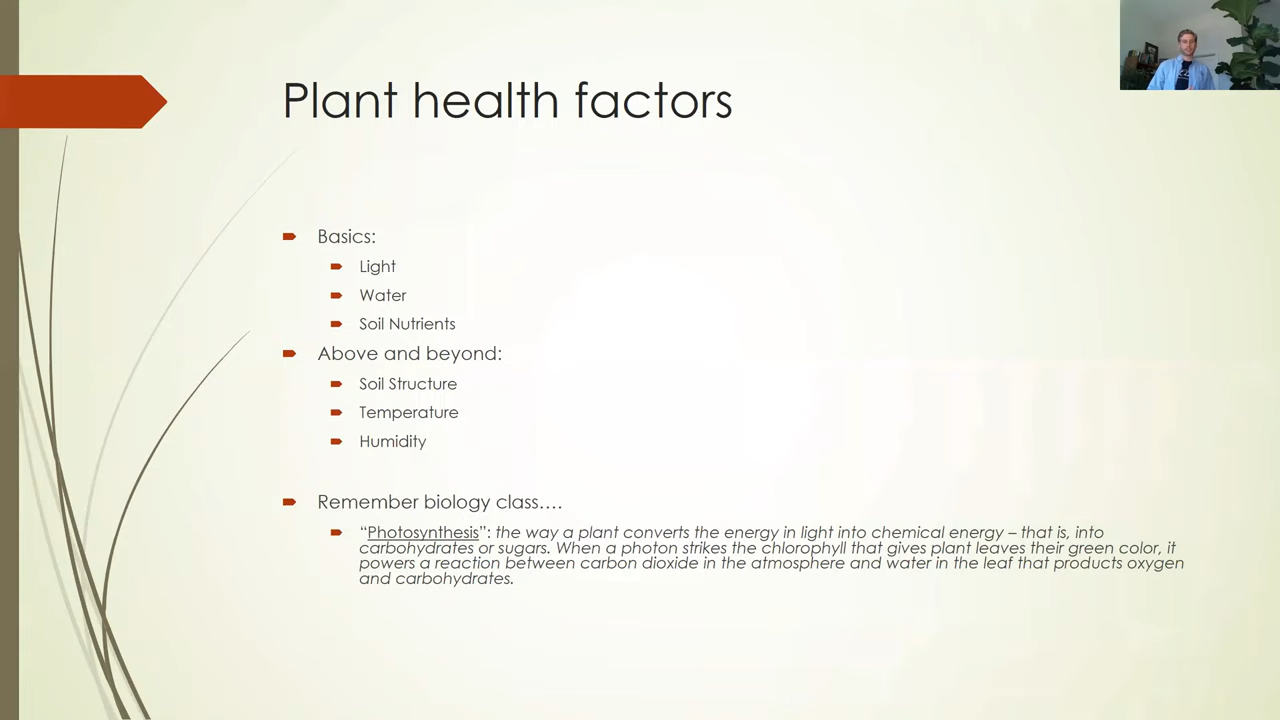 Plant health factors
Basics:
Light
Water
Soil Nutrients
Above and beyond:
Soil Structure
Temperature
Humidity
Remember biology class….
“Photosynthesis”: the way a plant converts the energy in light into chemical energy – that is, into
carbohydrates or sugars. When a photon strikes the chlorophyll that gives plant leaves their green color, it
powers a reaction between carbon dioxide in the atmosphere and water in the leaf that products oxygen
and carbohydrates.